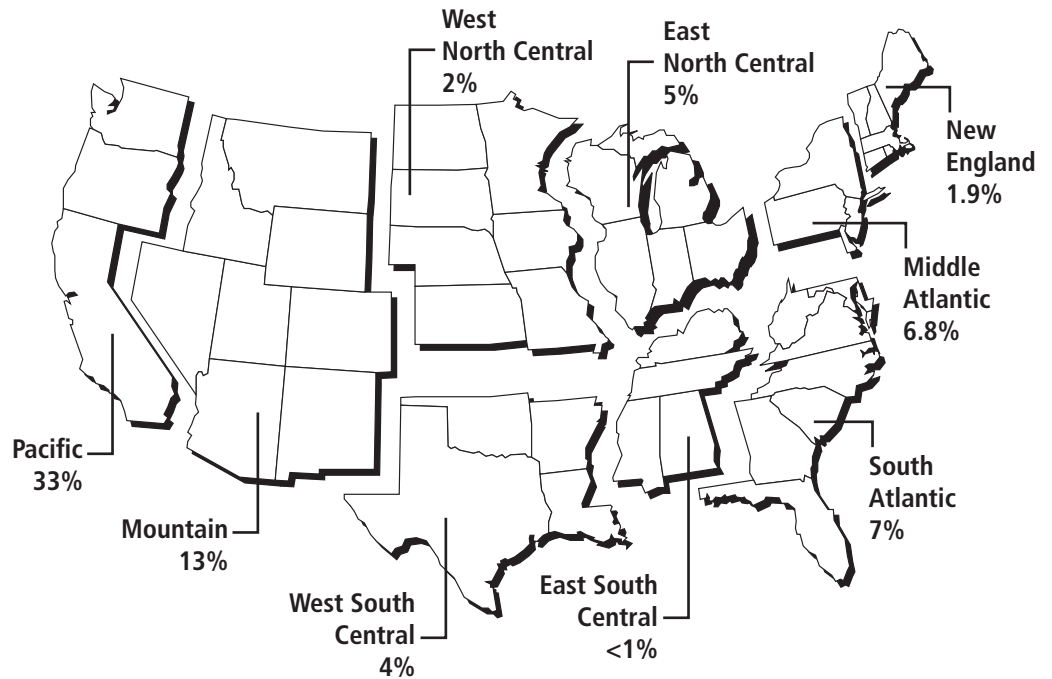 West
North Central
2%
East
North Central
5%
New
England
1.9%
Middle
Atlantic
6.8%
Pacific
33%
South
Atlantic
7%
Mountain
13%
East South
Central
<1%
West South
Central
4%